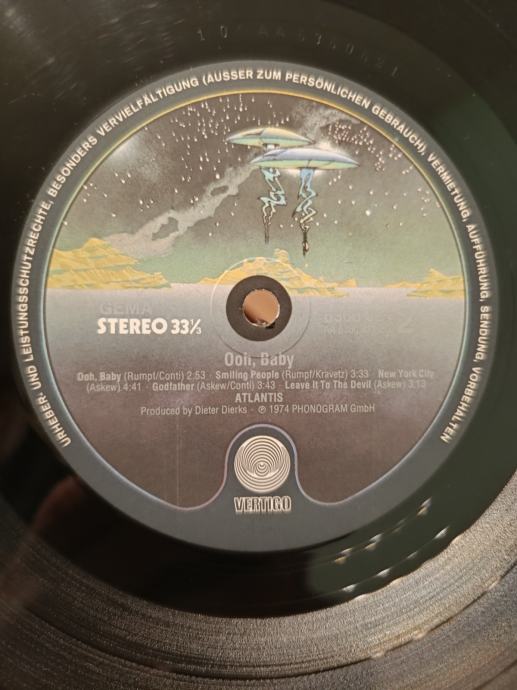 URHEBER- UND LEISTUNGSSCHUTZRECHTE, BESONDERS VERVIELFÄLTIGUNG (AUSSER ZUM PERSÖNLICHEN GEBRAUCH), VERMIETUNG, AUFFÜHRUNG, SENDUNG, VORBEHALTEN
GEMA
STEREO 33⅓
Ooh, Baby
Ooh, Baby (Rumpf/Conti) 2:53 · Smiling People (Rumpf/Kravetz) 3:33 · New York City
(Askew) 4:41 · Godfather (Askew/Conti) 3:43 · Leave It To The Devil (Askew) 3:13
ATLANTIS
Produced by Dieter Dierks · ℗ 1974 PHONOGRAM GmbH
VERTIGO